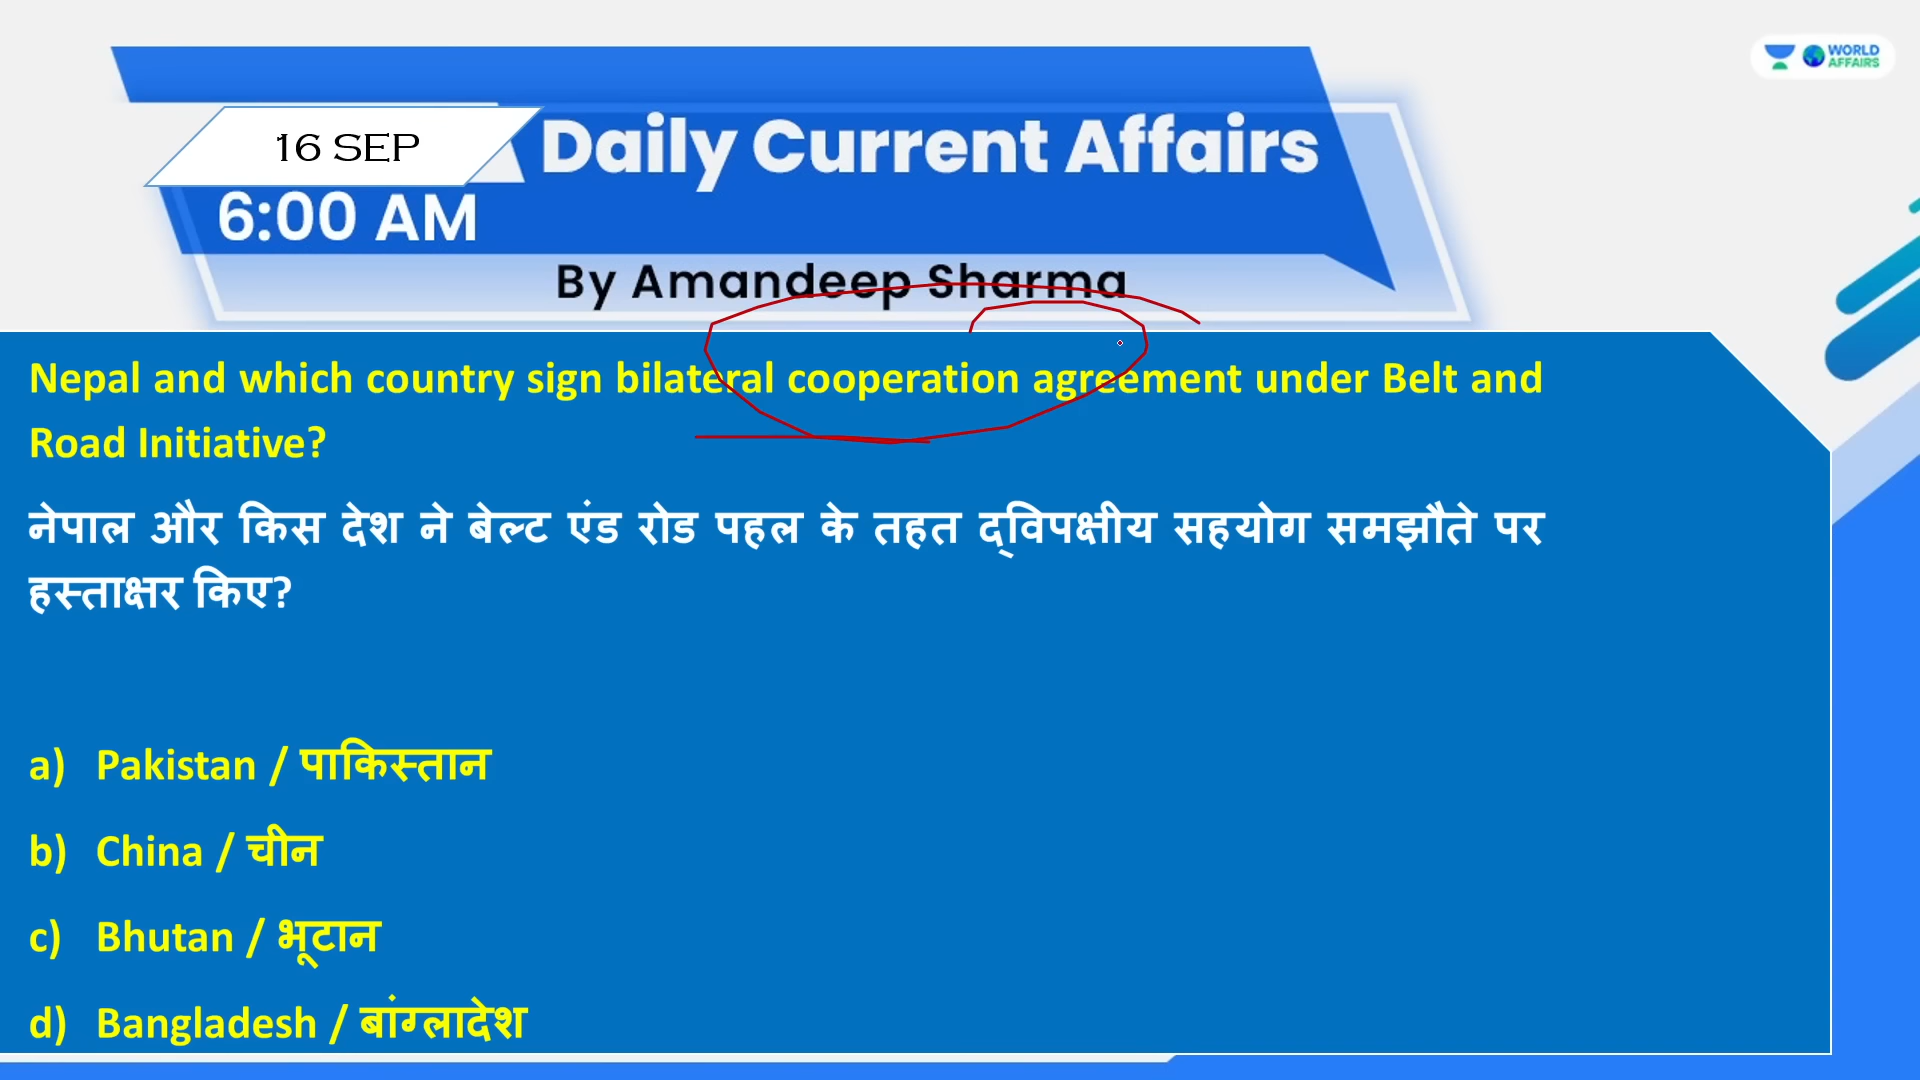 WORLD
AFFAIRS
16 SEP
Daily Current Affairs
6:00 AM
By Amandeep Sharma
Nepal and which country sign bilateral cooperation agreement under Belt and
Road Initiative?
नेपाल और किस देश ने बेल्ट एंड रोड पहल के तहत द्विपक्षीय सहयोग समझौते पर
हस्ताक्षर किए?
a) Pakistan / पाकिस्तान
b) China / चीन
c) Bhutan / भूटान
d) Bangladesh / बांग्लादेश